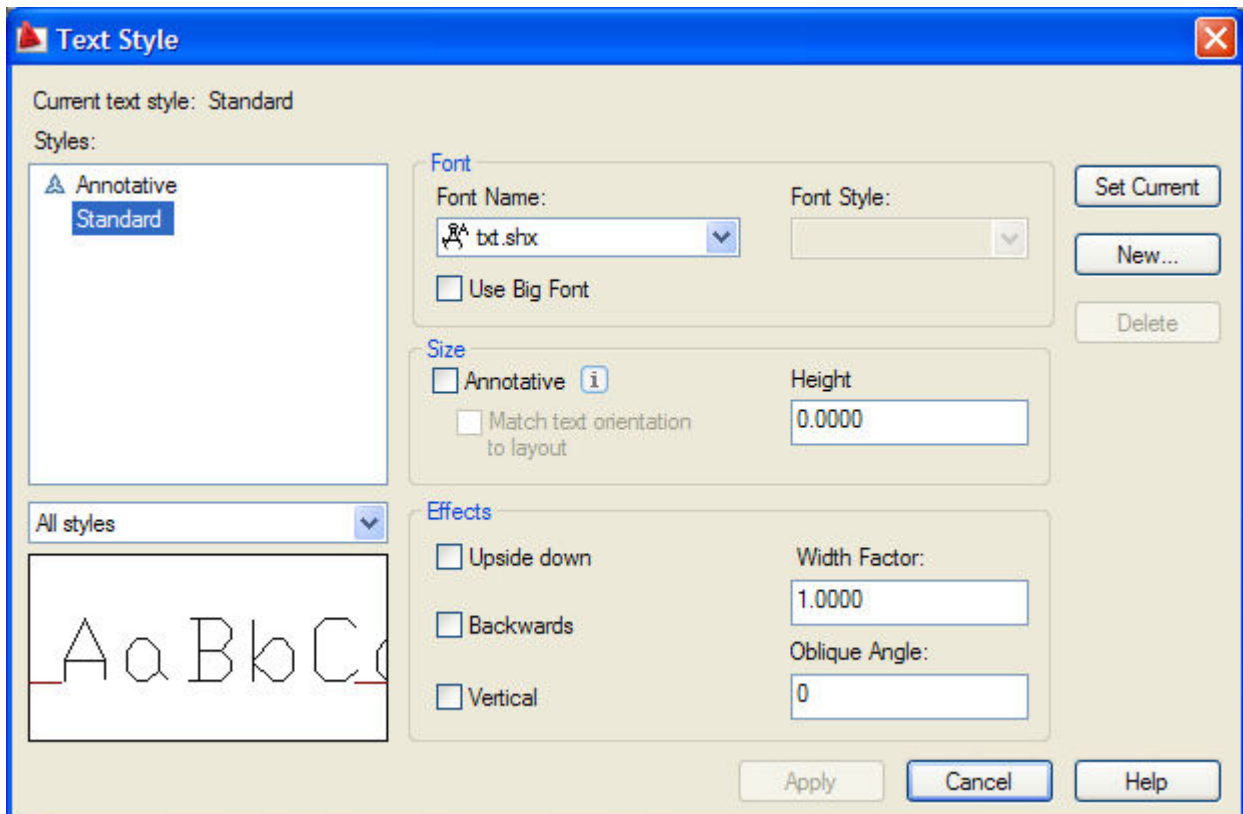 Text Style
Current text style: Standard
Styles:
Annotative
Standard
All styles
AaBbC
Font
Font Name:
txt.shx
Use Big Font
Font Style:
Size
Annotative i
Match text orientation
to layout
Height
0.0000
Effects
Upside down
Backwards
Vertical
Width Factor:
1.0000
Oblique Angle:
0
Set Current
New...
Delete
Apply
Cancel
Help